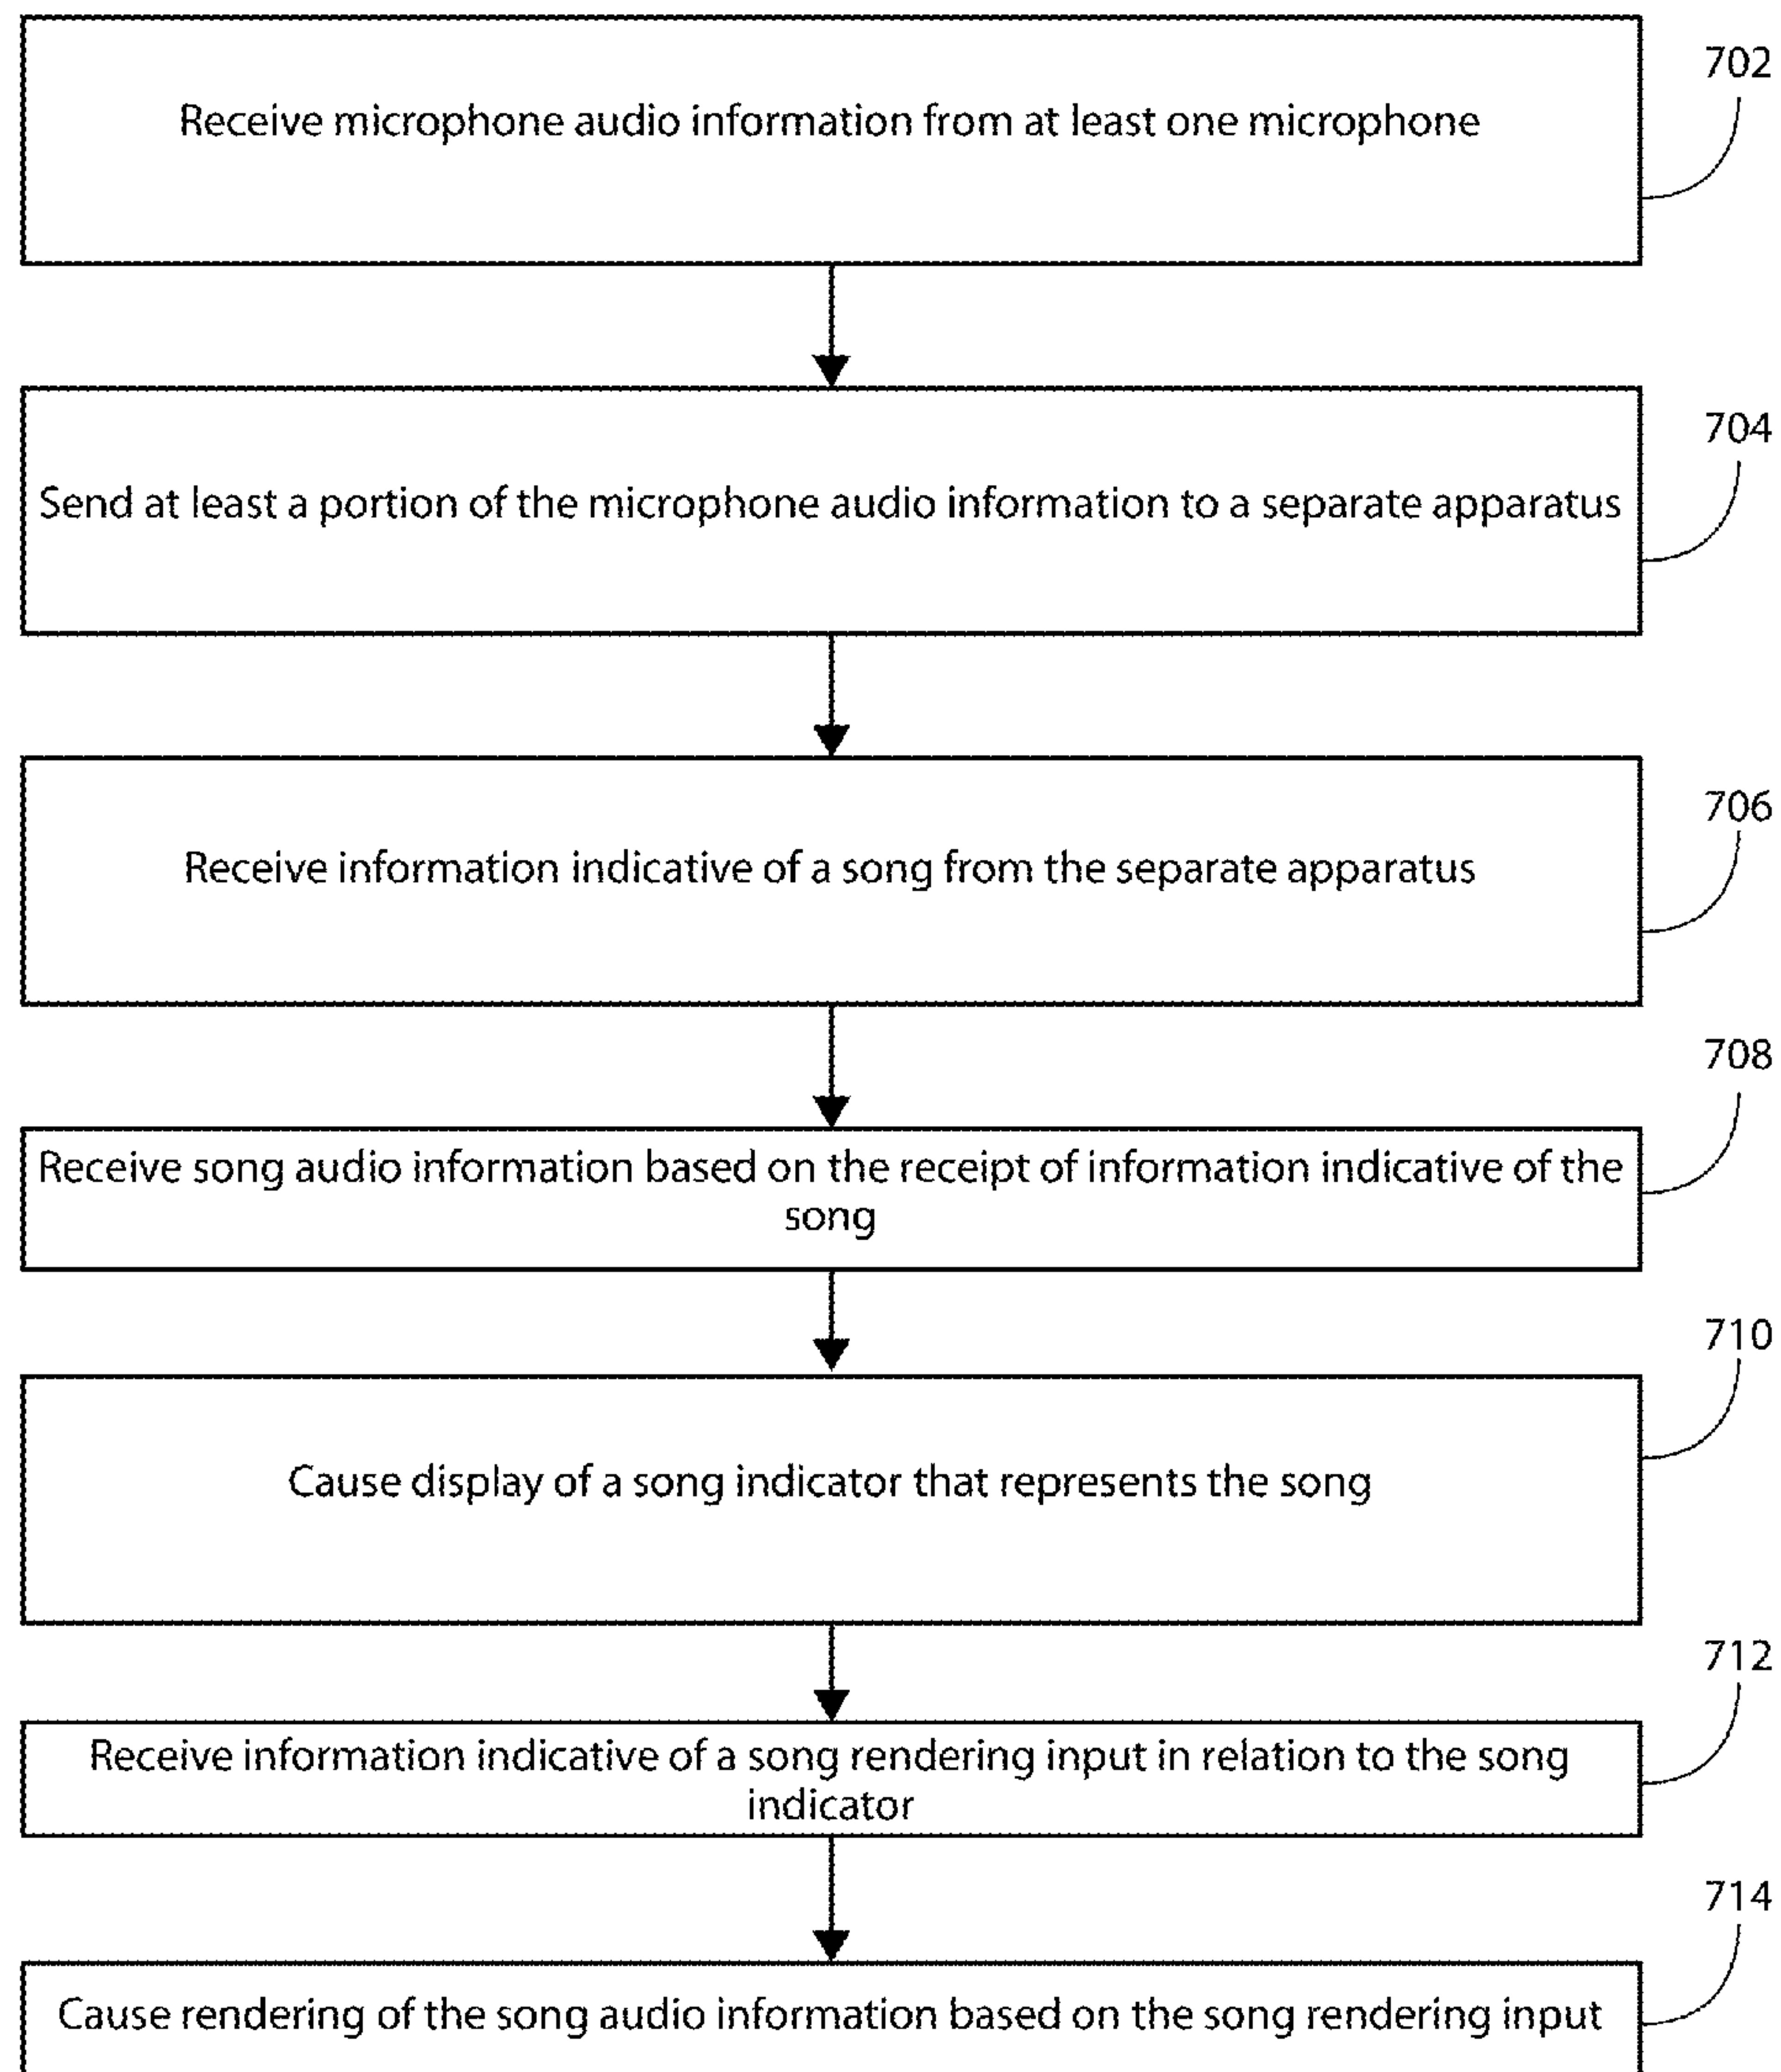 702
Receive microphone audio information from at least one microphone
704
Send at least a portion of the microphone audio information to a separate apparatus
706
Receive information indicative of a song from the separate apparatus
708
Receive song audio information based on the receipt of information indicative of the
song
710
Cause display of a song indicator that represents the song
712
Receive information indicative of a song rendering input in relation to the song
indicator
714
Cause rendering of the song audio information based on the song rendering input